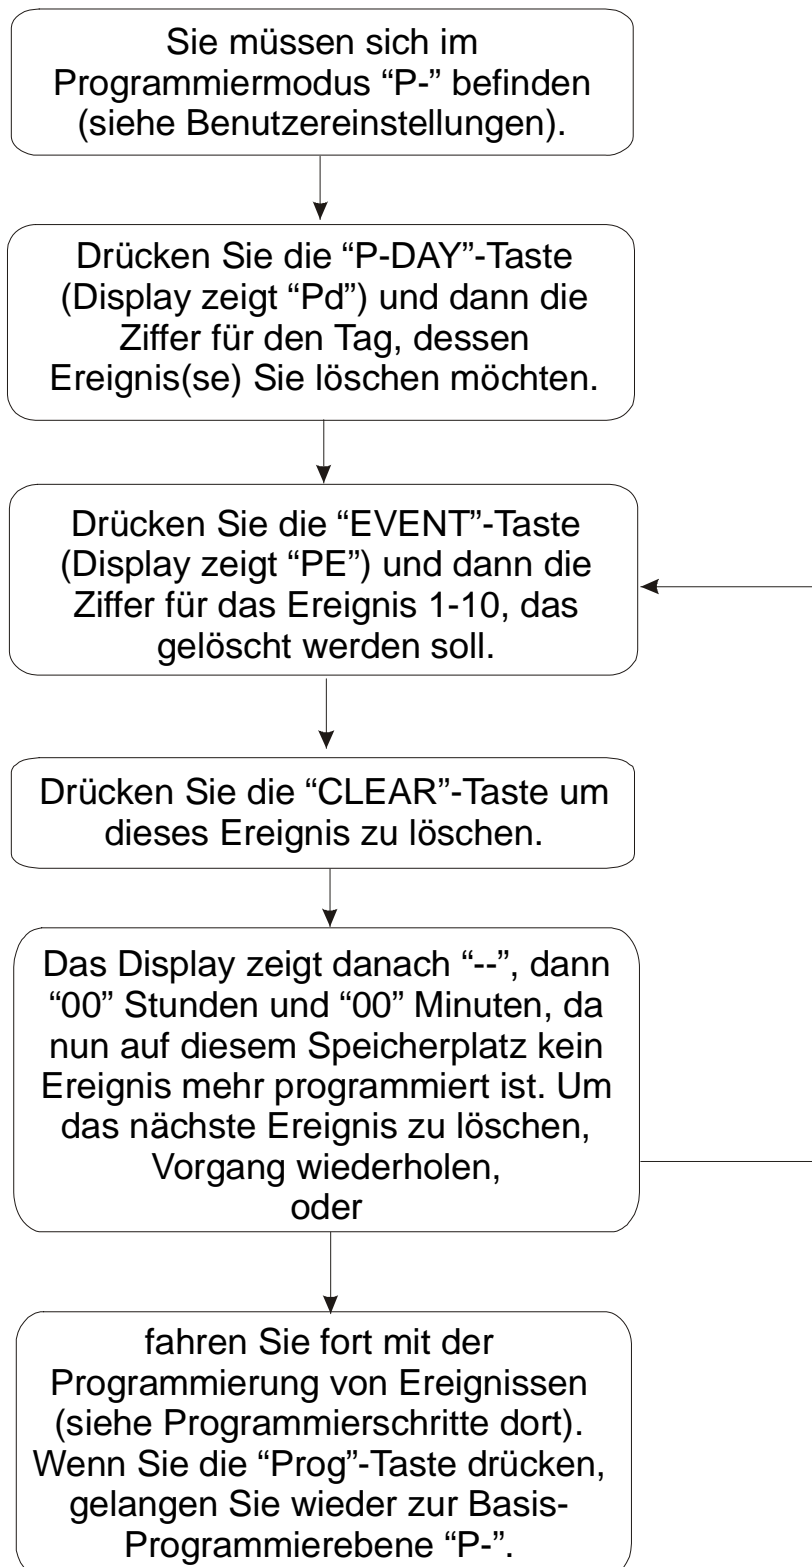 Sie müssen sich im
Programmiermodus “P-” befinden
(siehe Benutzereinstellungen).
Drücken Sie die “P-DAY”-Taste
(Display zeigt “Pd”) und dann die
Ziffer für den Tag, dessen
Ereignis(se) Sie löschen möchten.
Drücken Sie die “EVENT”-Taste
(Display zeigt “PE”) und dann die
Ziffer für das Ereignis 1-10, das
gelöscht werden soll.
Drücken Sie die “CLEAR”-Taste um
dieses Ereignis zu löschen.
Das Display zeigt danach “--”, dann
“00” Stunden und “00” Minuten, da
nun auf diesem Speicherplatz kein
Ereignis mehr programmiert ist. Um
das nächste Ereignis zu löschen,
Vorgang wiederholen,
oder
fahren Sie fort mit der
Programmierung von Ereignissen
(siehe Programmierschritte dort).
Wenn Sie die “Prog”-Taste drücken,
gelangen Sie wieder zur Basis-
Programmierebene “P-”.